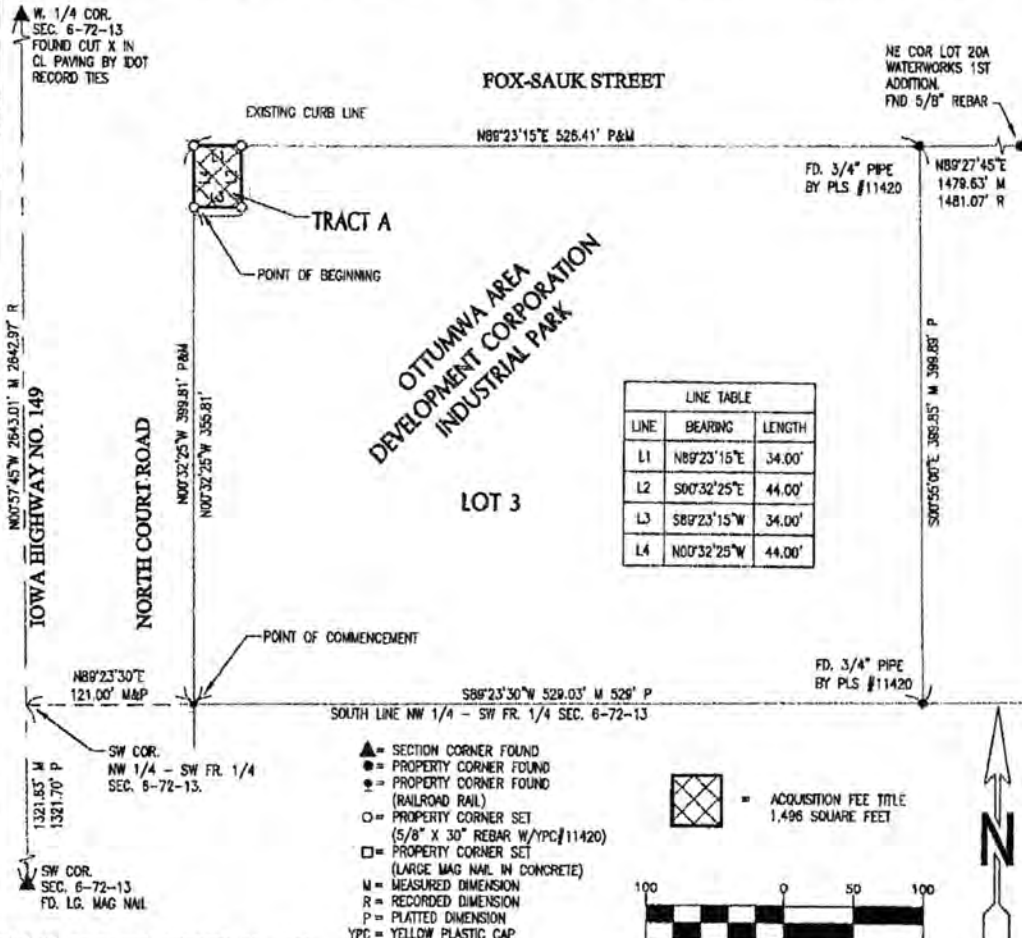 W. 1/4 COR.
SEC. 6-72-13
FOUND CUT X IN
CL PAVING BY IDOT
RECORD TIES
FOX-SAUK STREET
NE COR LOT 20A
WATERWORKS 1ST
ADDITION.
FND 5/8" REBAR
EXISTING CURB LINE
N89°23'15"E 526.41' P&M
FD. 3/4" PIPE
BY PLS #11420
N89°27'45"E
1479.63' M
1481.07' R
L1
L2
L3
L4
TRACT A
POINT OF BEGINNING
OTTUMWA AREA
DEVELOPMENT CORPORATION
INDUSTRIAL PARK
N00°57'45"W 2643.01' M 2642.97' R
IOWA HIGHWAY NO. 149
NORTH COURT ROAD
N00°32'25"W 399.81' P&M
N00°32'25"W 355.81'
LOT 3
LINE TABLE
LINE BEARING LENGTH
L1 N89°23'15"E 34.00'
L2 S00°32'25"E 44.00'
L3 S89°23'15"W 34.00'
L4 N00°32'25"W 44.00'
399.89' P
POINT OF COMMENCEMENT
N89°23'30"E
121.00' M&P
S89°23'30"W 529.03' M 529' P
SOUTH LINE NW 1/4 - SW FR. 1/4 SEC. 6-72-13
FD. 3/4" PIPE
BY PLS #11420
SW COR.
NW 1/4 - SW FR. 1/4
SEC. 6-72-13.
1321.63' M
1321.70' P
SW COR.
SEC. 6-72-13
FD. LG. MAG NAIL
= SECTION CORNER FOUND
= PROPERTY CORNER FOUND
= PROPERTY CORNER FOUND
(RAILROAD RAIL)
= PROPERTY CORNER SET
(5/8" X 30" REBAR W/YPC#11420)
= PROPERTY CORNER SET
(LARGE MAG NAIL IN CONCRETE)
M = MEASURED DIMENSION
R = RECORDED DIMENSION
P = PLATTED DIMENSION
YPC = YELLOW PLASTIC CAP
= ACQUISITION FEE TITLE
1,496 SQUARE FEET
N
100 0 50 100